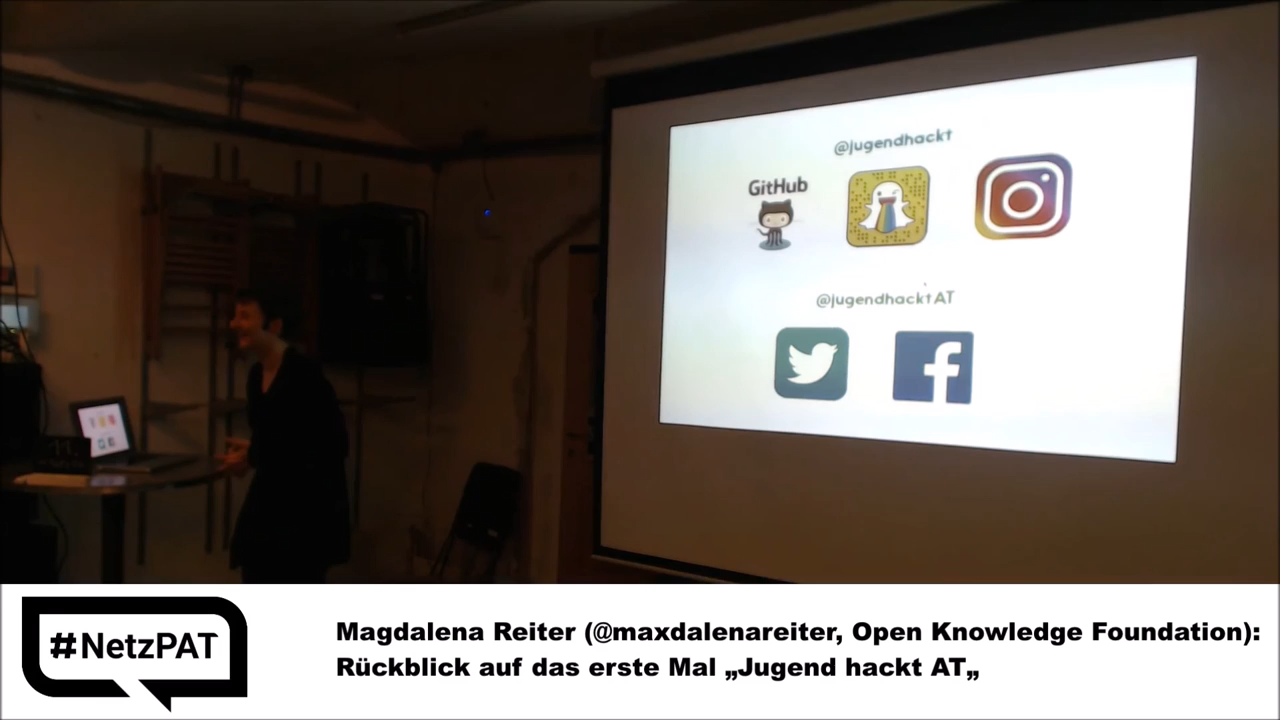 @jugendhackt
GitHub
@jugendhacktAT
#NetzPAT
Magdalena Reiter (@maxdalenareiter, Open Knowledge Foundation):
Rückblick auf das erste Mal „Jugend hackt AT„